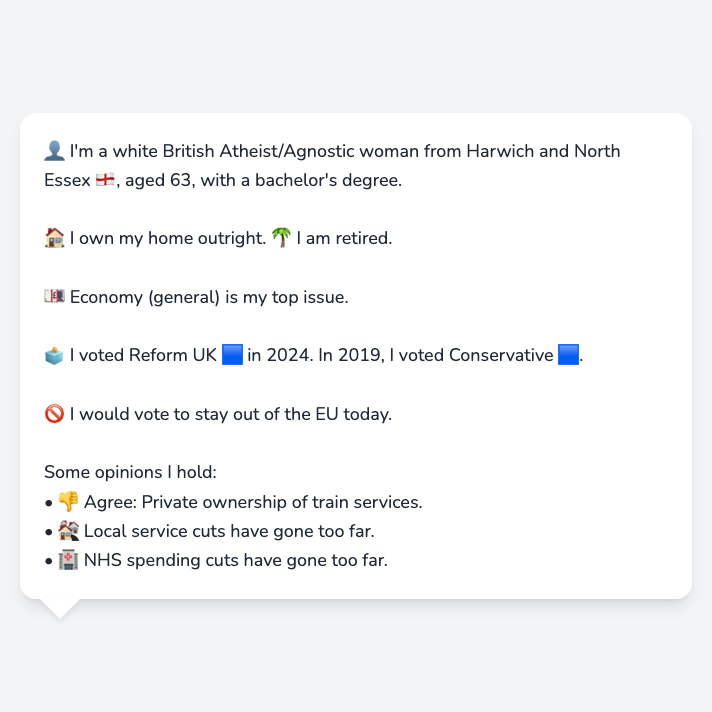 👤 I'm a white British Atheist/Agnostic woman from Harwich and North
Essex 🏴󠁧󠁢󠁥󠁮󠁧󠁿, aged 63, with a bachelor's degree.
🏠 I own my home outright. 🌴 I am retired.
💷 Economy (general) is my top issue.
🗳️ I voted Reform UK 🟦 in 2024. In 2019, I voted Conservative 🟦.
🚫 I would vote to stay out of the EU today.
Some opinions I hold:
• 👎 Agree: Private ownership of train services.
• 🏚️ Local service cuts have gone too far.
• 🏥 NHS spending cuts have gone too far.